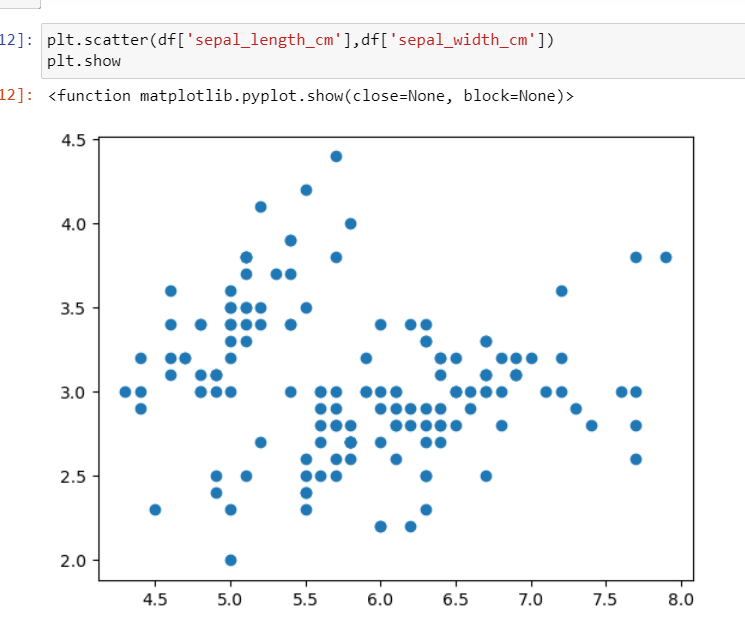 12]: plt.scatter(df['sepal_length_cm'],df['sepal_width_cm'])
plt.show
12]: <function matplotlib.pyplot.show(close=None, block=None)>
4.5
4.0
3.5
3.0
2.5
2.0
4.5 5.0 5.5 6.0 6.5 7.0 7.5 8.0